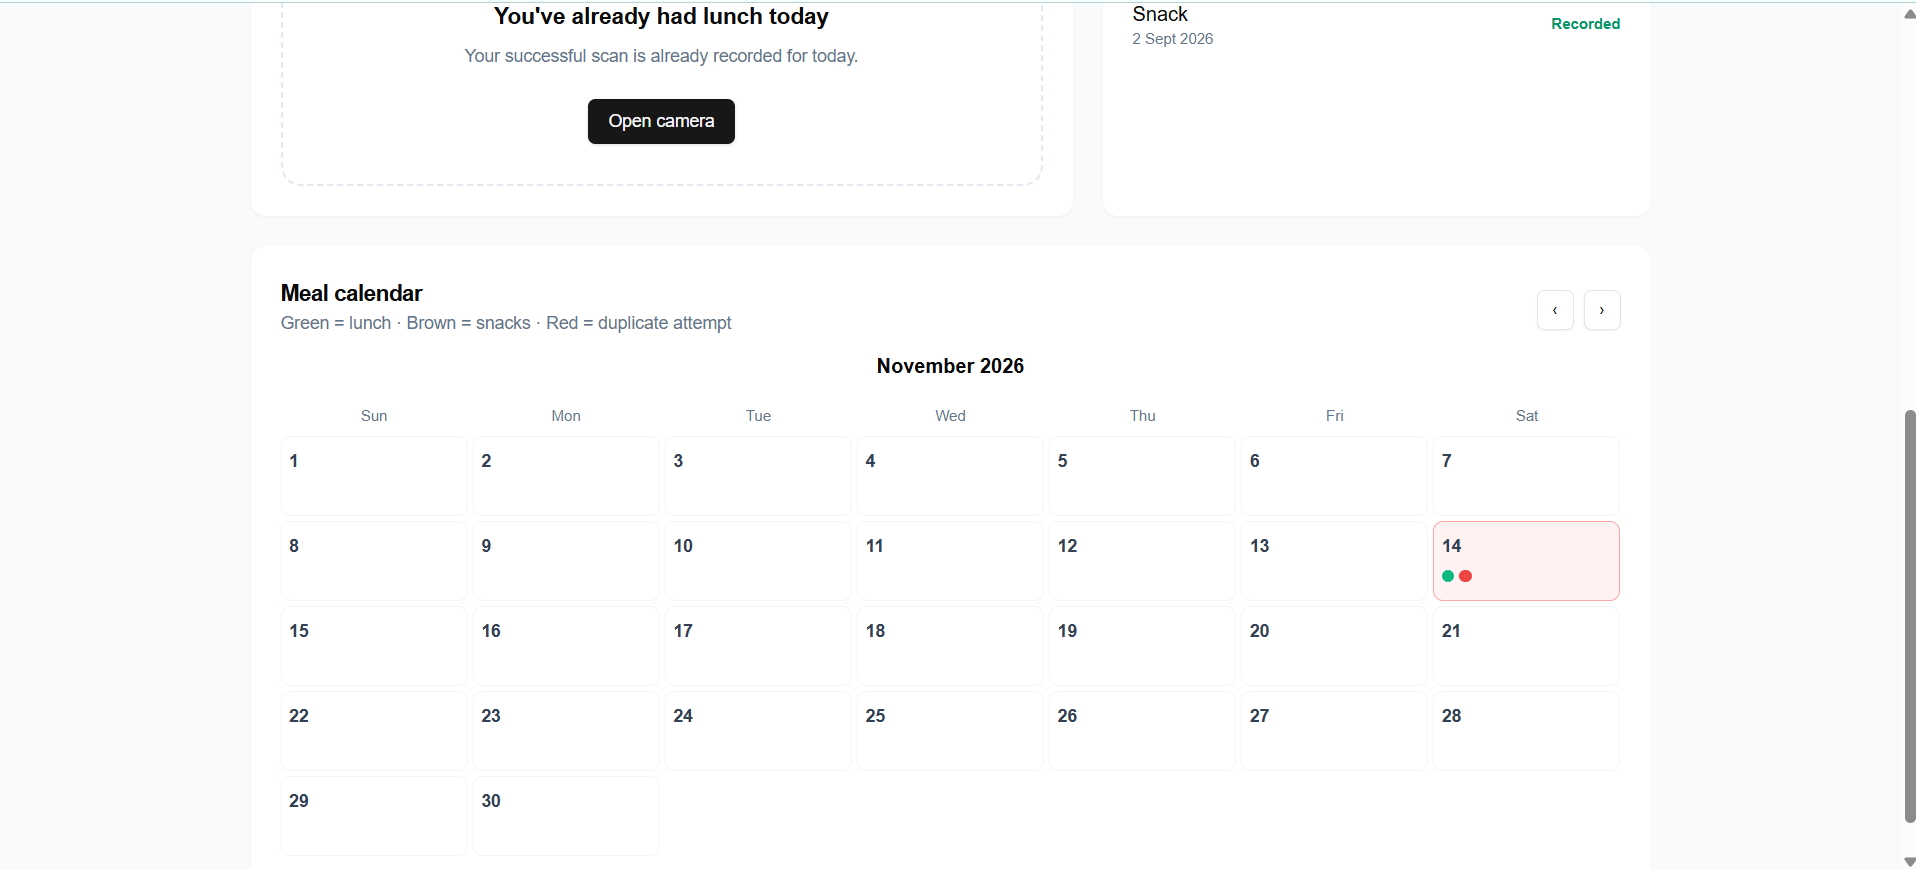 You've already had lunch today
Your successful scan is already recorded for today.
Open camera
Snack
2 Sept 2026
Recorded
Meal calendar
Green = lunch · Brown = snacks · Red = duplicate attempt
‹ ›
November 2026
Sun Mon Tue Wed Thu Fri Sat
1 2 3 4 5 6 7
8 9 10 11 12 13 14
15 16 17 18 19 20 21
22 23 24 25 26 27 28
29 30